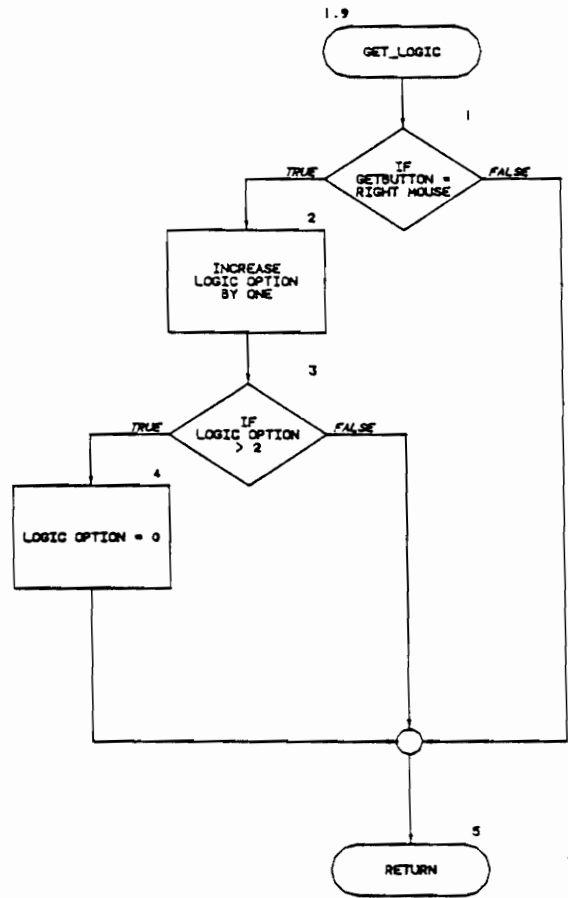 1.9
GET_LOGIC
1
IF
GETBUTTON =
RIGHT MOUSE
TRUE
FALSE
2
INCREASE
LOGIC OPTION
BY ONE
3
IF
LOGIC OPTION
> 2
TRUE
FALSE
4
LOGIC OPTION = 0
5
RETURN